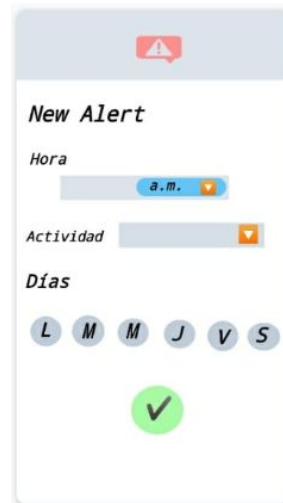 New Alert
Hora
a.m.
Actividad
Días
L M M J V S